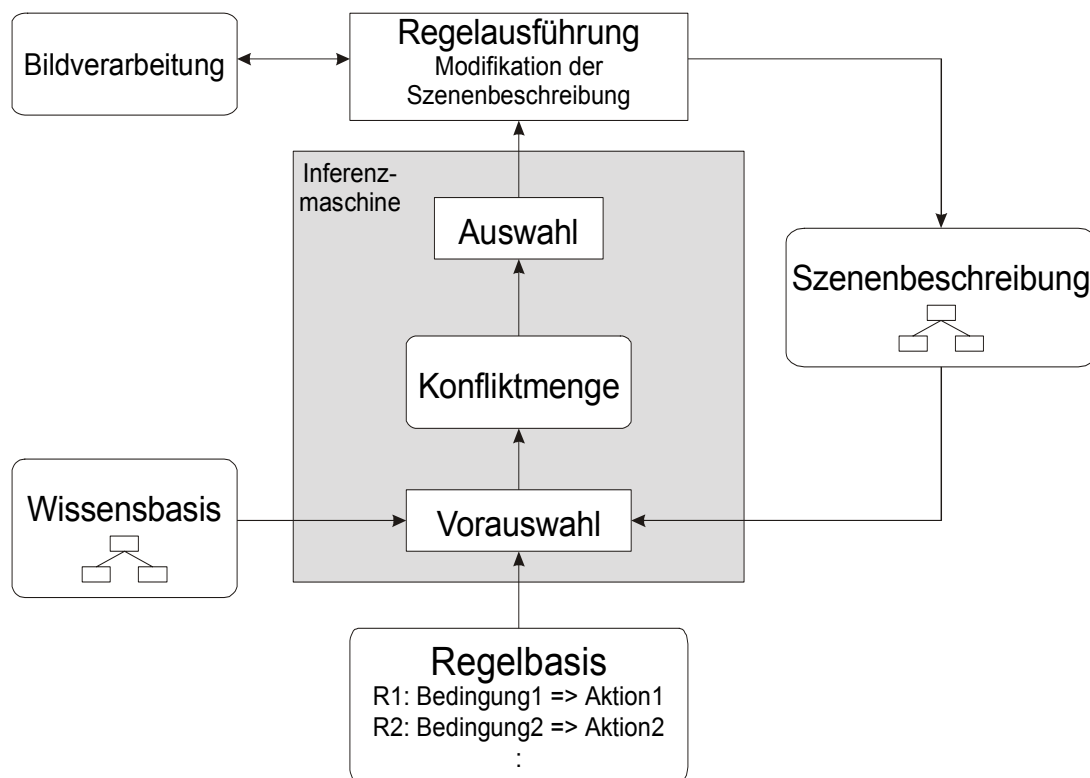 Regelausführung
Modifikation der
Szenenbeschreibung
Bildverarbeitung
Inferenz-
maschine
Auswahl
Szenenbeschreibung
Konfliktmenge
Wissensbasis
Vorauswahl
Regelbasis
R1: Bedingung1 => Aktion1
R2: Bedingung2 => Aktion2
: